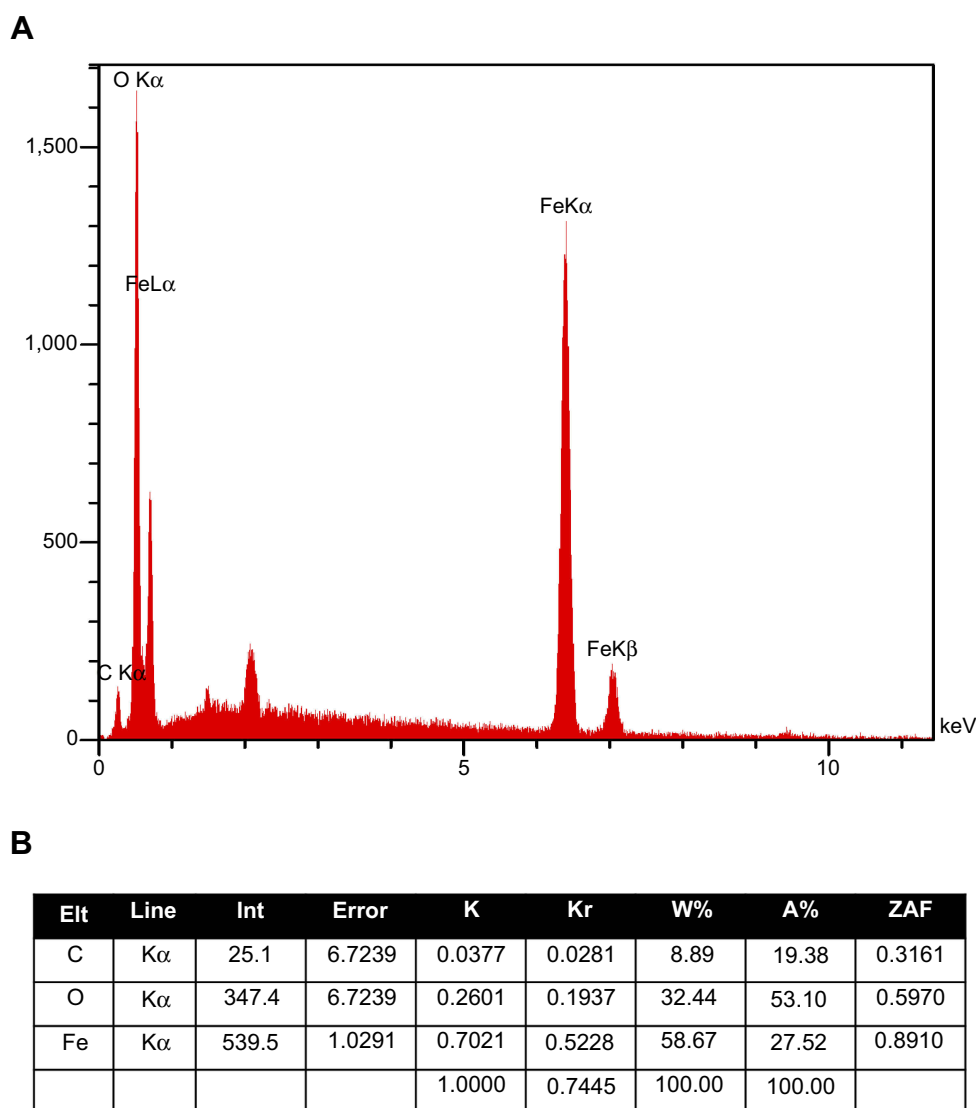 A
O Kα
1,500
FeKα
FeLα
1,000
500
FeKβ
C Kα
0
keV
0 5 10
B
Elt Line Int Error K Kr W% A% ZAF
C Kα 25.1 6.7239 0.0377 0.0281 8.89 19.38 0.3161
O Kα 347.4 6.7239 0.2601 0.1937 32.44 53.10 0.5970
Fe Kα 539.5 1.0291 0.7021 0.5228 58.67 27.52 0.8910
1.0000 0.7445 100.00 100.00